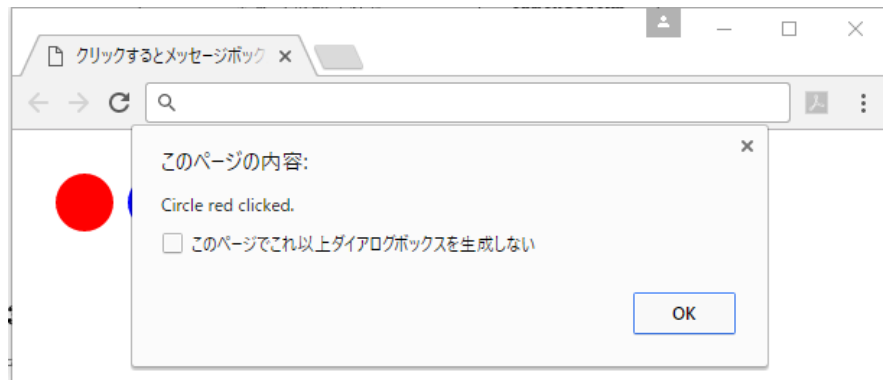 クリックするとメッセージボック
このページの内容:
Circle red clicked.
このページでこれ以上ダイアログボックスを生成しない
OK